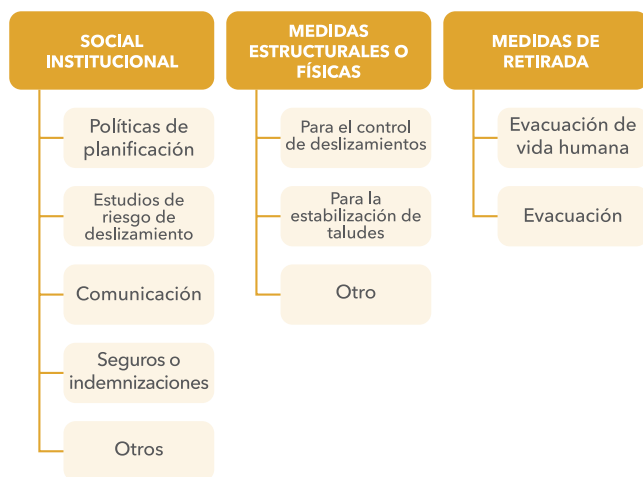 SOCIAL
INSTITUCIONAL
Políticas de
planificación
Estudios de
riesgo de
deslizamiento
Comunicación
Seguros o
indemnizaciones
Otros
MEDIDAS
ESTRUCTURALES O
FÍSICAS
Para el control
de deslizamientos
Para la
estabilización de
taludes
Otro
MEDIDAS DE
RETIRADA
Evacuación de
vida humana
Evacuación